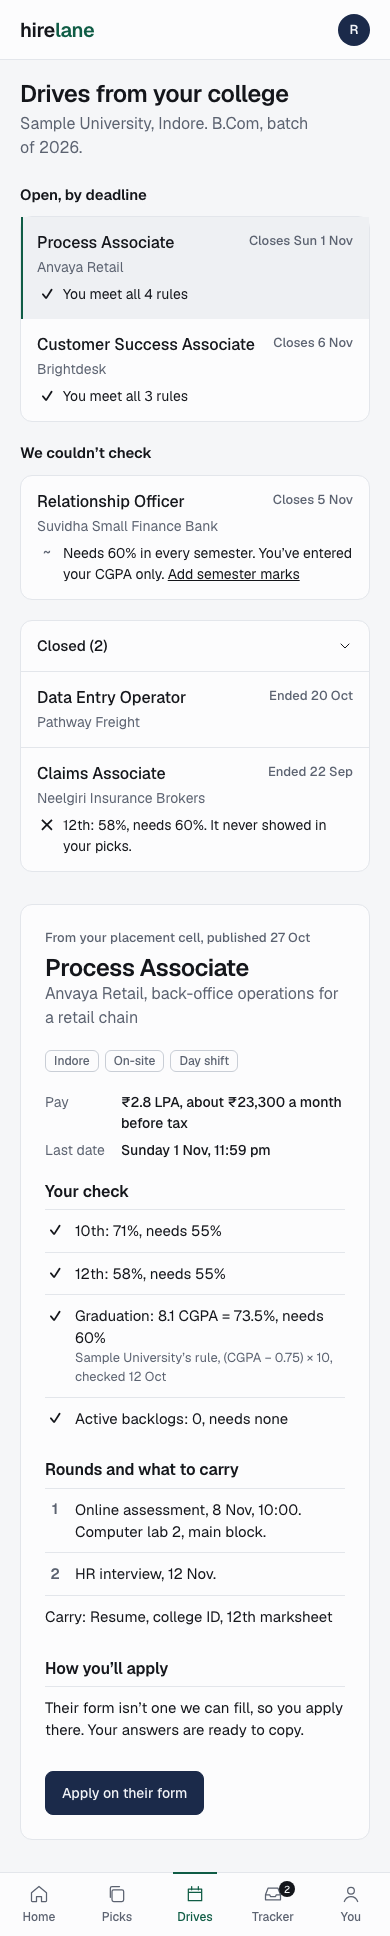 hirelane
R
Drives from your college
Sample University, Indore. B.Com, batch
of 2026.
Open, by deadline
Process Associate
Closes Sun 1 Nov
Anvaya Retail
✓ You meet all 4 rules
Customer Success Associate
Closes 6 Nov
Brightdesk
✓ You meet all 3 rules
We couldn’t check
Relationship Officer
Closes 5 Nov
Suvidha Small Finance Bank
~ Needs 60% in every semester. You’ve entered
your CGPA only. Add semester marks
Closed (2)
Data Entry Operator
Ended 20 Oct
Pathway Freight
Claims Associate
Ended 22 Sep
Neelgiri Insurance Brokers
✕ 12th: 58%, needs 60%. It never showed in
your picks.
From your placement cell, published 27 Oct
Process Associate
Anvaya Retail, back-office operations for
a retail chain
Indore
On-site
Day shift
Pay
₹2.8 LPA, about ₹23,300 a month
before tax
Last date
Sunday 1 Nov, 11:59 pm
Your check
✓ 10th: 71%, needs 55%
✓ 12th: 58%, needs 55%
✓ Graduation: 8.1 CGPA = 73.5%, needs
60%
Sample University’s rule, (CGPA − 0.75) × 10,
checked 12 Oct
✓ Active backlogs: 0, needs none
Rounds and what to carry
1 Online assessment, 8 Nov, 10:00.
Computer lab 2, main block.
2 HR interview, 12 Nov.
Carry: Resume, college ID, 12th marksheet
How you’ll apply
Their form isn’t one we can fill, so you apply
there. Your answers are ready to copy.
Apply on their form
2
Home
Picks
Drives
Tracker
You